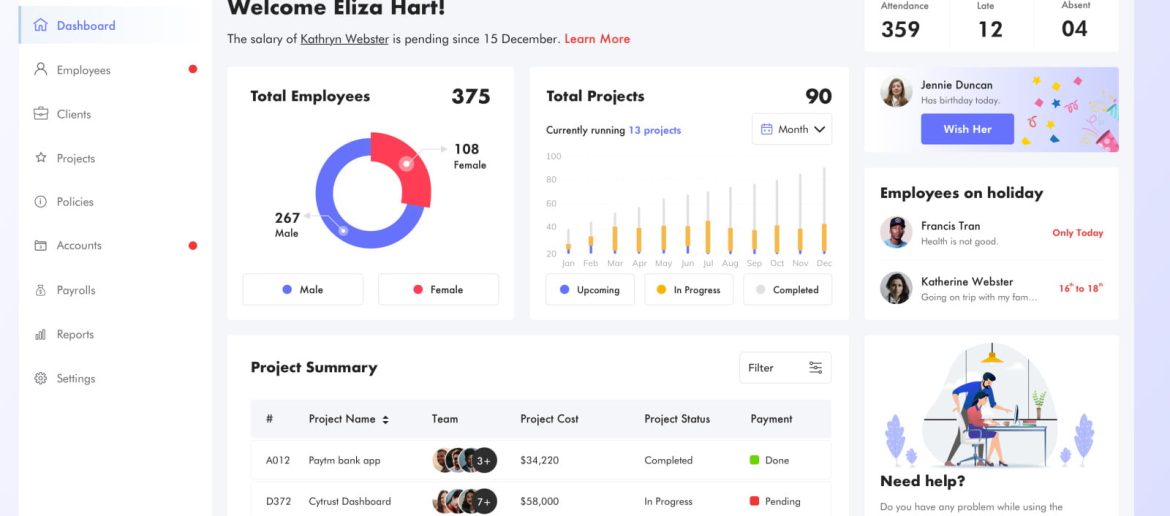 Dashboard
Employees
Clients
Projects
Policies
Accounts
Payrolls
Reports
Settings
Welcome Eliza Hart!
The salary of Kathryn Webster is pending since 15 December. Learn More
Total Employees 375
108
Female
267
Male
Male Female
Total Projects 90
Currently running 13 projects Month
100
80
60
40
20
Jan Feb Mar Apr May Jun Jul Aug Sep Oct Nov Dec
Upcoming In Progress Completed
Attendance Late Absent
359 12 04
Jennie Duncan
Has birthday today.
Wish Her
Employees on holiday
Francis Tran
Health is not good.
Only Today
Katherine Webster
Going on trip with my fam...
16th to 18th
Project Summary Filter
# Project Name Team Project Cost Project Status Payment
A012 Paytm bank app 3+ $34,220 Completed Done
D372 Cytrust Dashboard 7+ $58,000 In Progress Pending
Need help?
Do you have any problem while using the